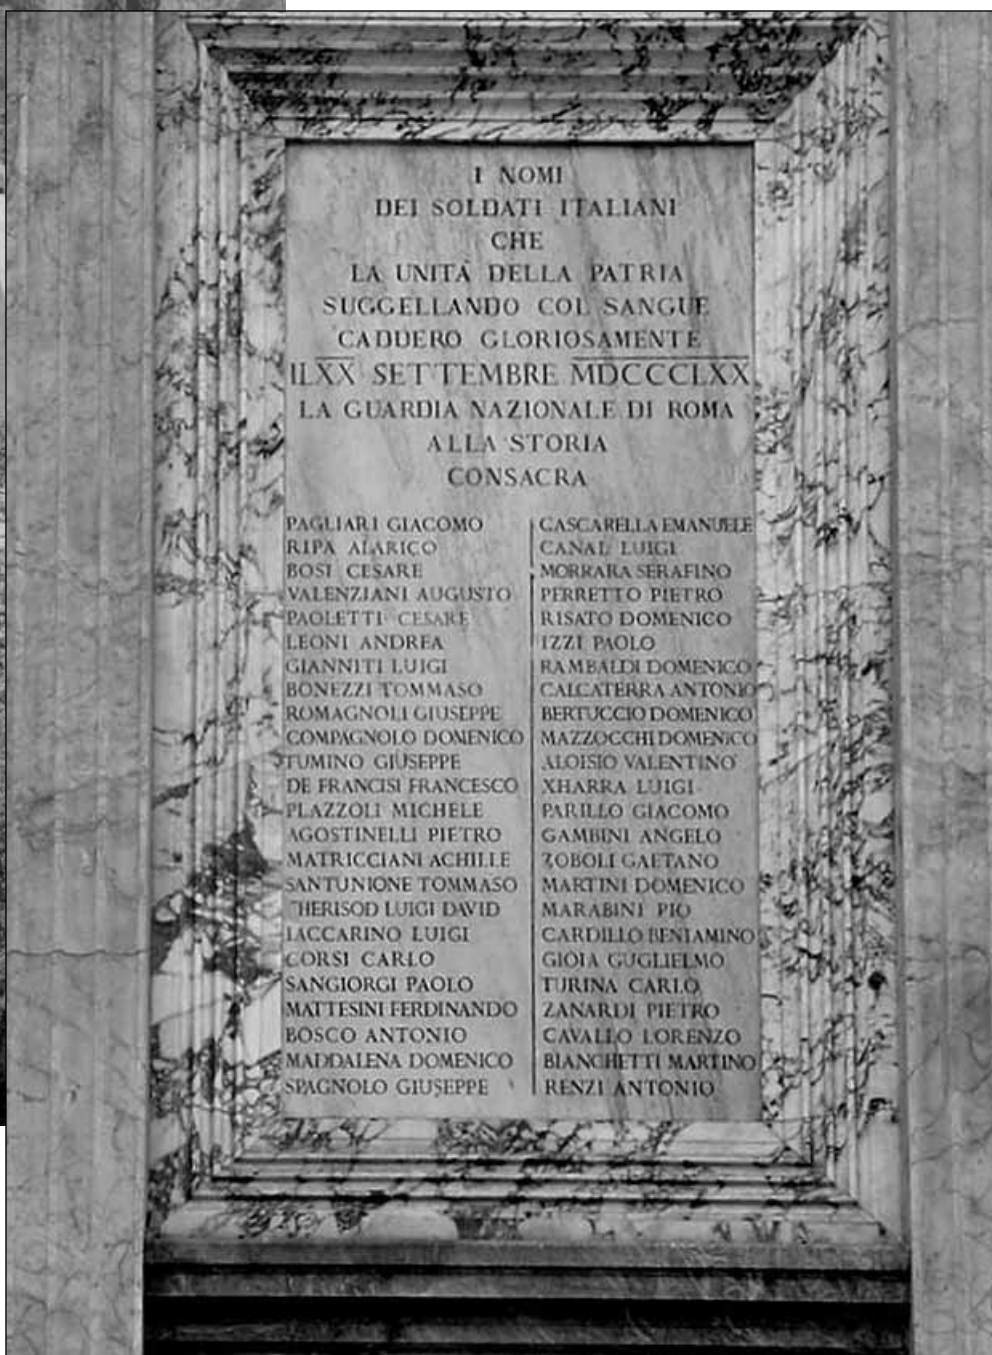 I NOMI
DEI SOLDATI ITALIANI
CHE
LA UNITÁ DELLA PATRIA
SUGGELLANDO COL SANGUE
CADDERO GLORIOSAMENTE
IL XX SETTEMBRE MDCCCLXX
LA GUARDIA NAZIONALE DI ROMA
ALLA STORIA
CONSACRA
PAGLIARI GIACOMO
RIPA ALARICO
BOSI CESARE
VALENZIANI AUGUSTO
PAOLETTI CESARE
LEONI ANDREA
GIANNITI LUIGI
BONEZZI TOMMASO
ROMAGNOLI GIUSEPPE
COMPAGNOLO DOMENICO
TUMINO GIUSEPPE
DE FRANCISI FRANCESCO
PLAZZOLI MICHELE
AGOSTINELLI PIETRO
MATRICCIANI ACHILLE
SANTUNIONE TOMMASO
THERISOD LUIGI DAVID
IACCARINO LUIGI
CORSI CARLO
SANGIORGI PAOLO
MATTESINI FERDINANDO
BOSCO ANTONIO
MADDALENA DOMENICO
SPAGNOLO GIUSEPPE
CASCARELLA EMANUELE
CANAL LUIGI
MORRARA SERAFINO
PERRETTO PIETRO
RISATO DOMENICO
IZZI PAOLO
RAMBALDI DOMENICO
CALCATERRA ANTONIO
BERTUCCIO DOMENICO
MAZZOCCHI DOMENICO
ALOISIO VALENTINO
XHARRA LUIGI
PARILLO GIACOMO
GAMBINI ANGELO
ZOBOLI GAETANO
MARTINI DOMENICO
MARABINI PIO
CARDILLO BENIAMINO
GIOIA GUGLIELMO
TURINA CARLO
ZANARDI PIETRO
CAVALLO LORENZO
BIANCHETTI MARTINO
RENZI ANTONIO